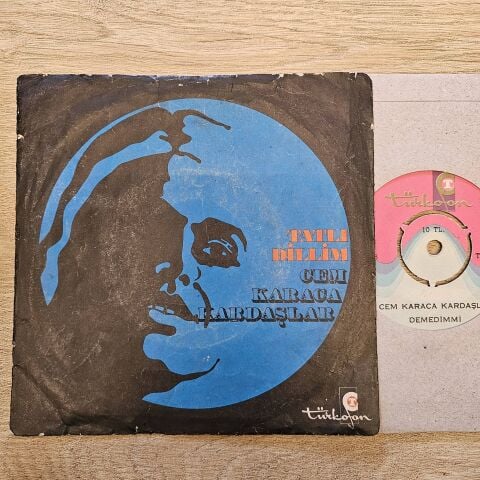 TATLI
DİLLİM
CEM
KARACA
KARDAŞLAR
türkofon
türkofon
10 TL.
CEM KARACA KARDAŞL
DEMEDİMMİ